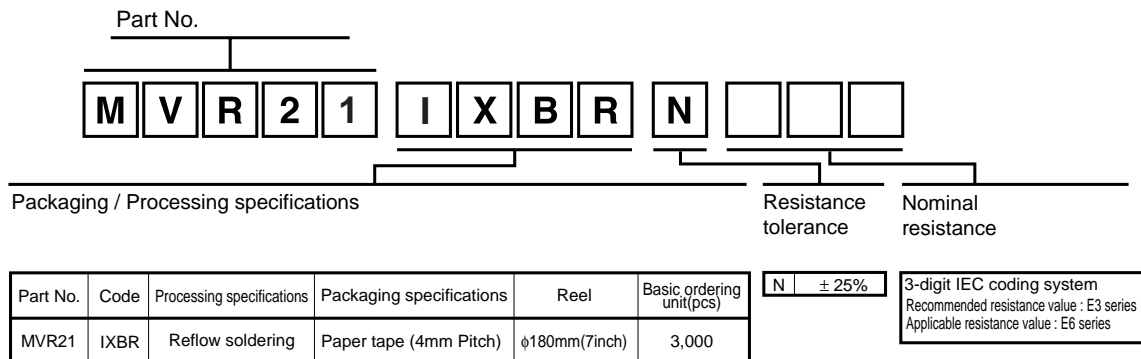 Part No.
M V R 2 1 I X B R N
Packaging / Processing specifications
Resistance
tolerance
Nominal
resistance
Part No. Code Processing specifications Packaging specifications Reel Basic ordering
unit(pcs)
MVR21 IXBR Reflow soldering Paper tape (4mm Pitch) ϕ180mm(7inch) 3,000
N ± 25%
3-digit IEC coding system
Recommended resistance value : E3 series
Applicable resistance value : E6 series